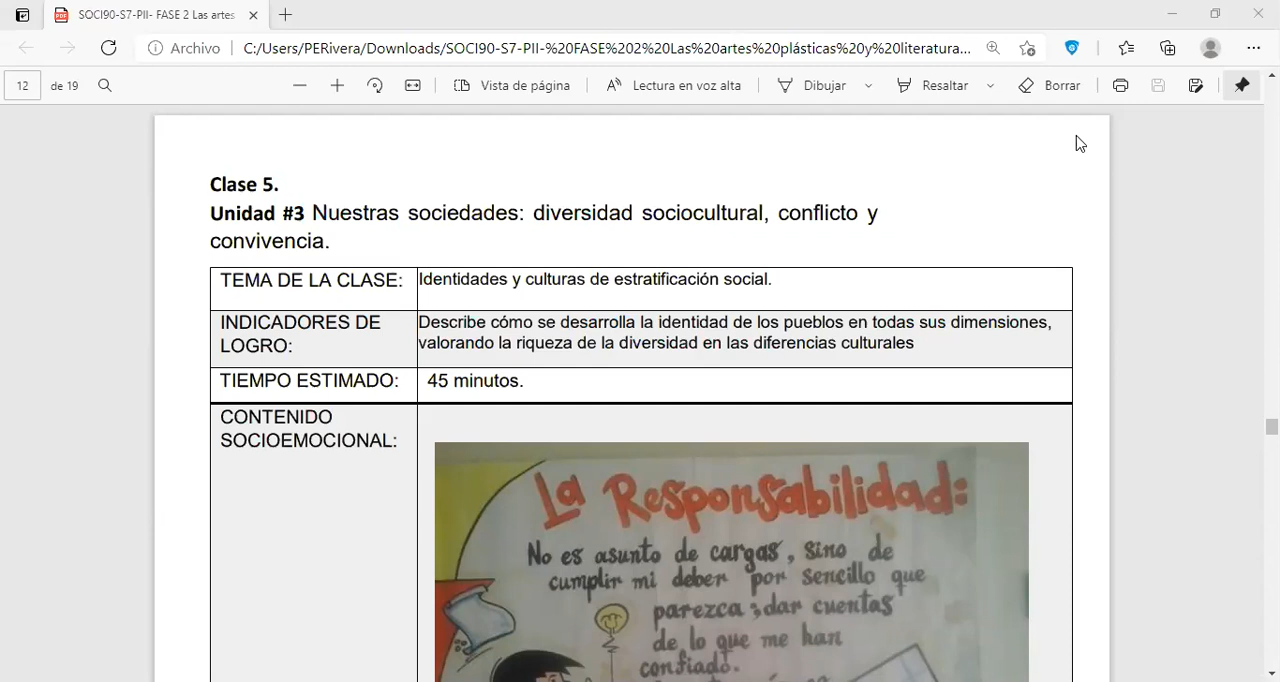 SOCI90-S7-PII- FASE 2 Las artes
Archivo
C:/Users/PERivera/Downloads/SOCI90-S7-PII-%20FASE%202%20Las%20artes%20plásticas%20y%20literatura...
12 de 19
Vista de página
Lectura en voz alta
Dibujar
Resaltar
Borrar
Clase 5.
Unidad #3 Nuestras sociedades: diversidad sociocultural, conflicto y
convivencia.
TEMA DE LA CLASE: Identidades y culturas de estratificación social.
INDICADORES DE
LOGRO:
Describe cómo se desarrolla la identidad de los pueblos en todas sus dimensiones,
valorando la riqueza de la diversidad en las diferencias culturales
TIEMPO ESTIMADO: 45 minutos.
CONTENIDO
SOCIOEMOCIONAL:
La Responsabilidad:
No es asunto de cargas, sino de
cumplir mi deber por sencillo que
parezca; dar cuentas
de lo que me han
confiado.